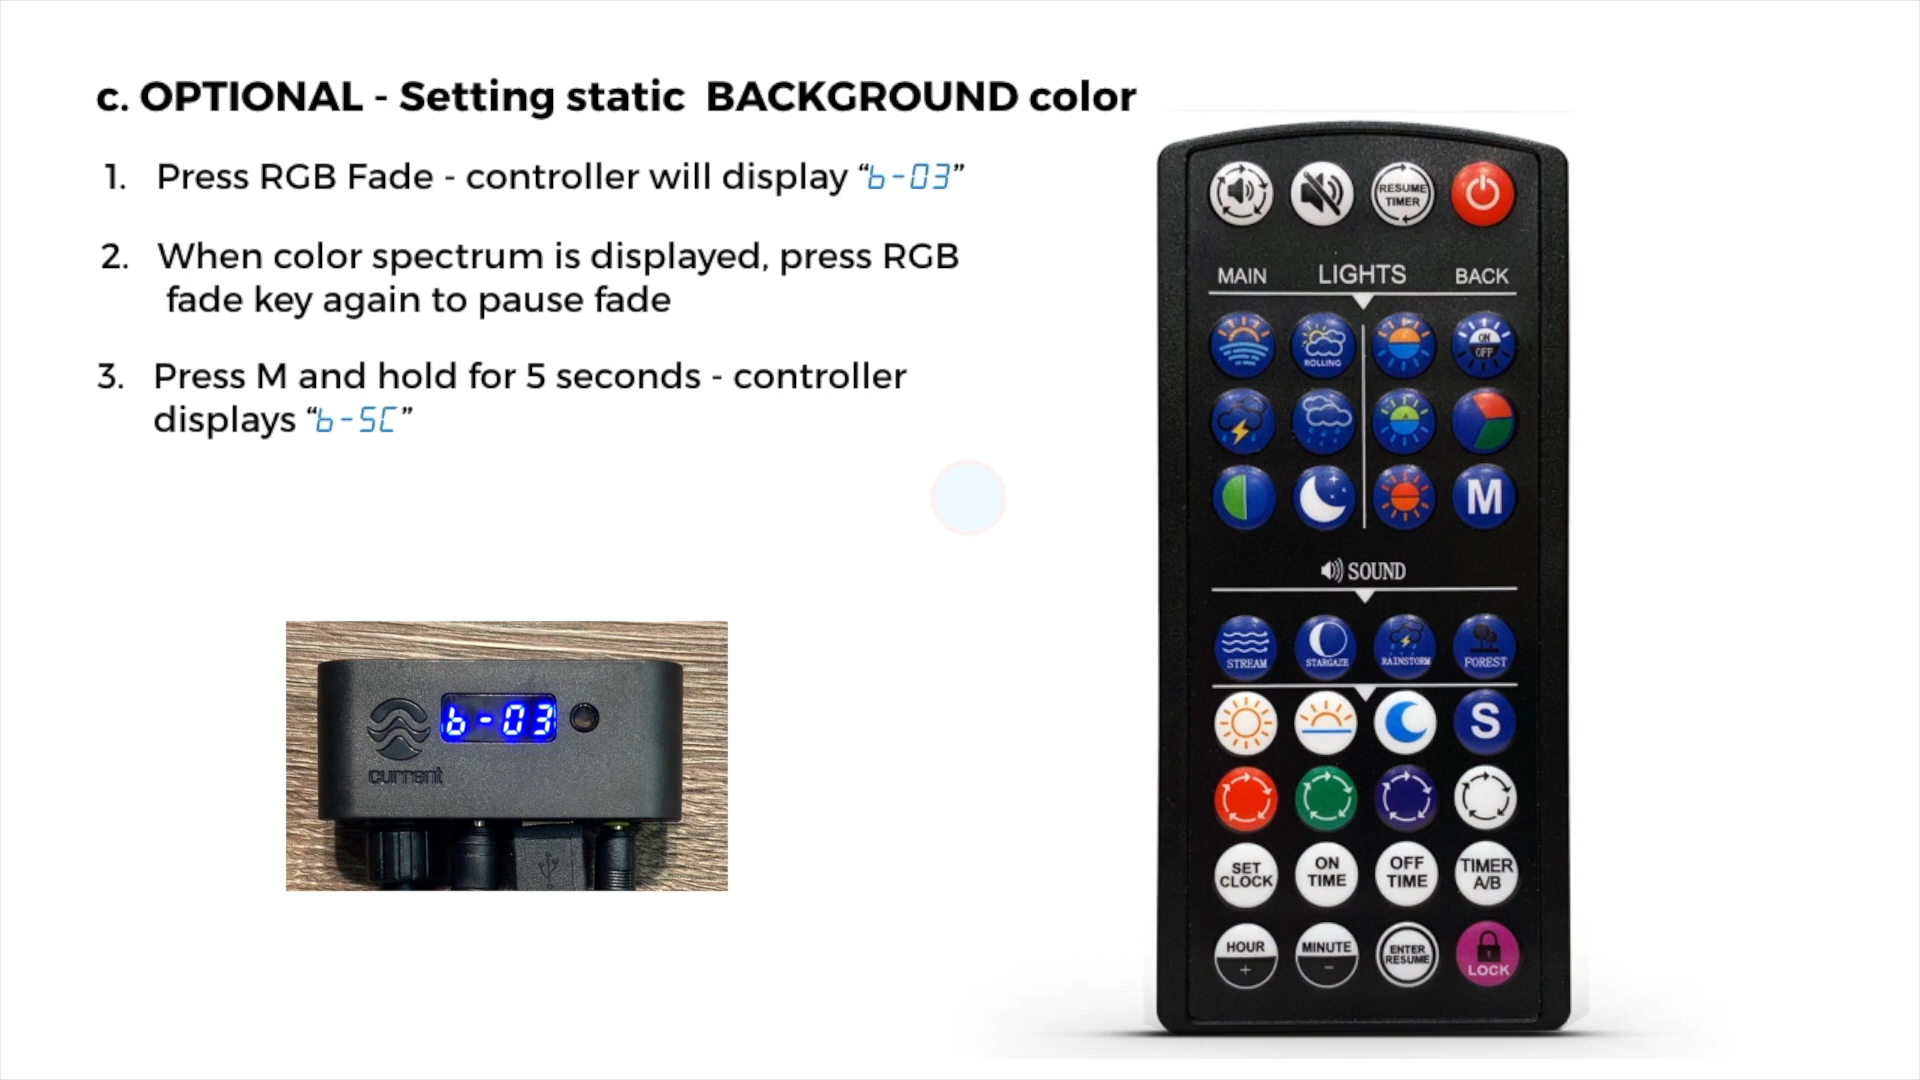 c. OPTIONAL - Setting static BACKGROUND color
1. Press RGB Fade - controller will display “b-03”
2. When color spectrum is displayed, press RGB
fade key again to pause fade
3. Press M and hold for 5 seconds - controller
displays “b-SC”
b-03
current
RESUME
TIMER
MAIN LIGHTS BACK
ROLLING
ON
OFF
M
SOUND
STREAM STARGAZE RAINSTORM FOREST
S
SET
CLOCK
ON
TIME
OFF
TIME
TIMER
A/B
HOUR
+
MINUTE
-
ENTER
RESUME
LOCK